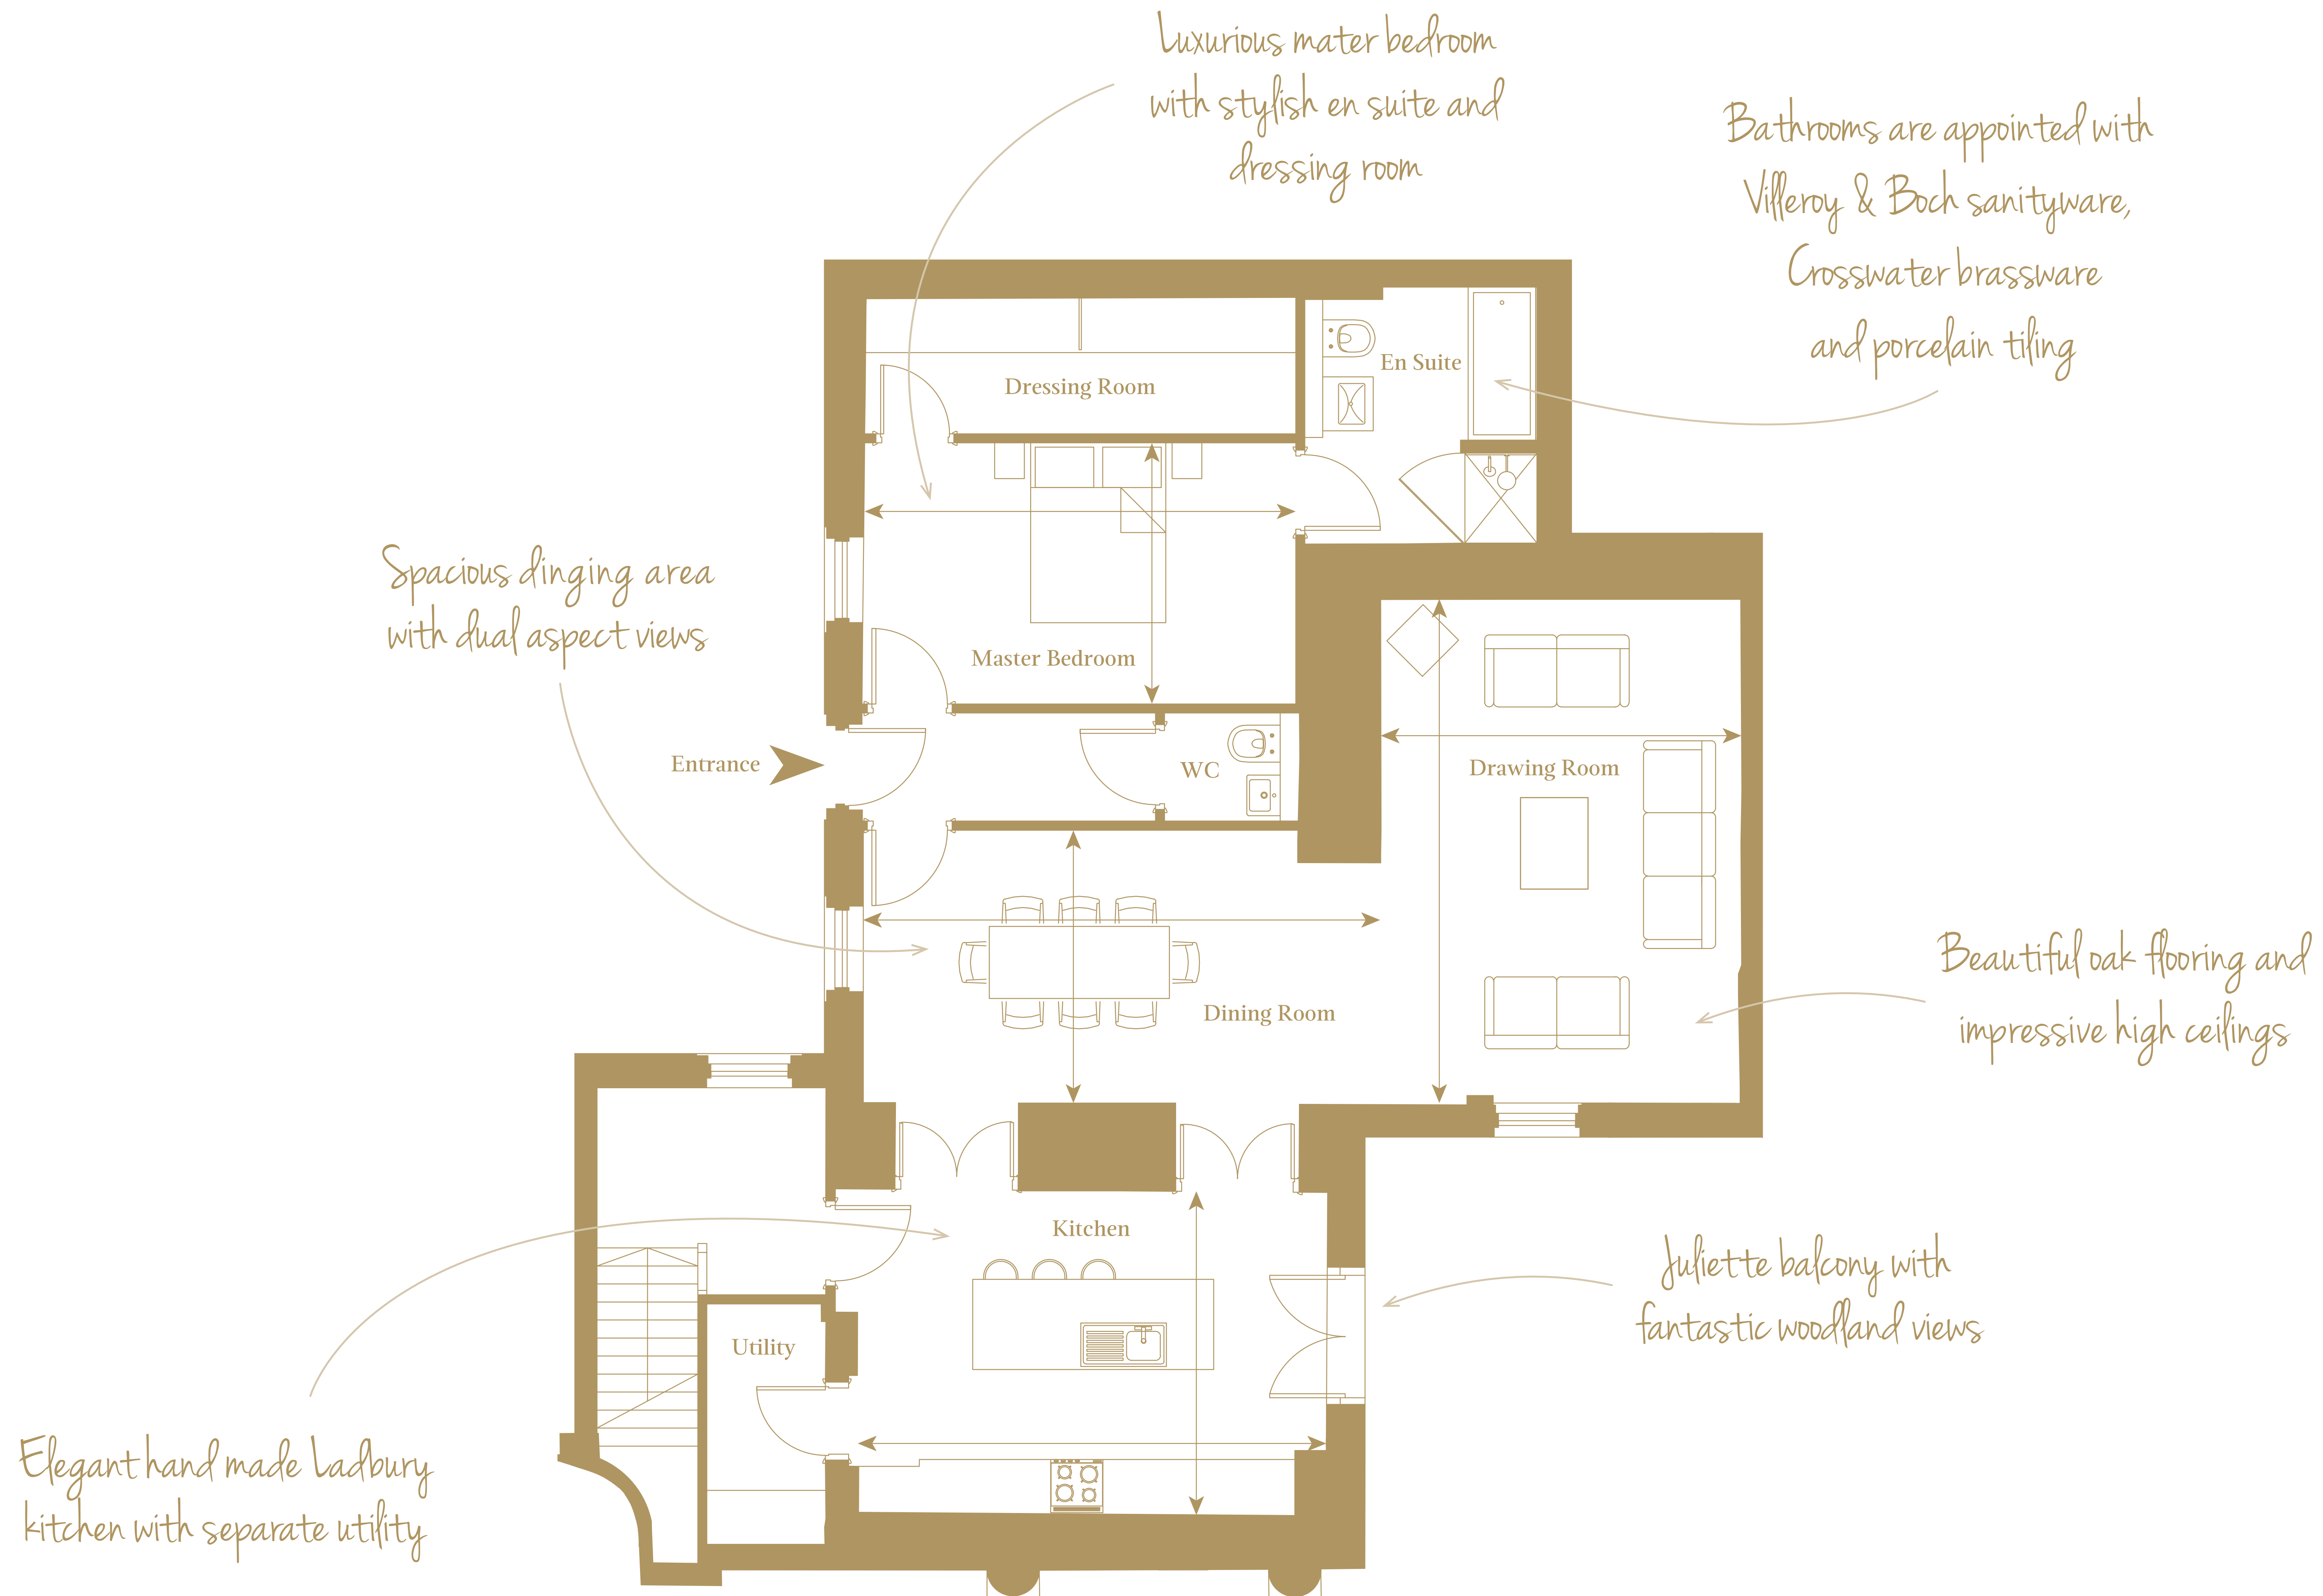 Luxurious mater bedroom
with stylish en suite and
dressing room
Bathrooms are appointed with
Villeroy & Boch sanityware,
Crosswater brassware
and porcelain tiling
En Suite
Dressing Room
Spacious dinging area
with dual aspect views
Master Bedroom
Entrance
WC
Drawing Room
Beautiful oak flooring and
impressive high ceilings
Dining Room
Kitchen
Juliette balcony with
fantastic woodland views
Utility
Elegant hand made Ladbury
kitchen with separate utility